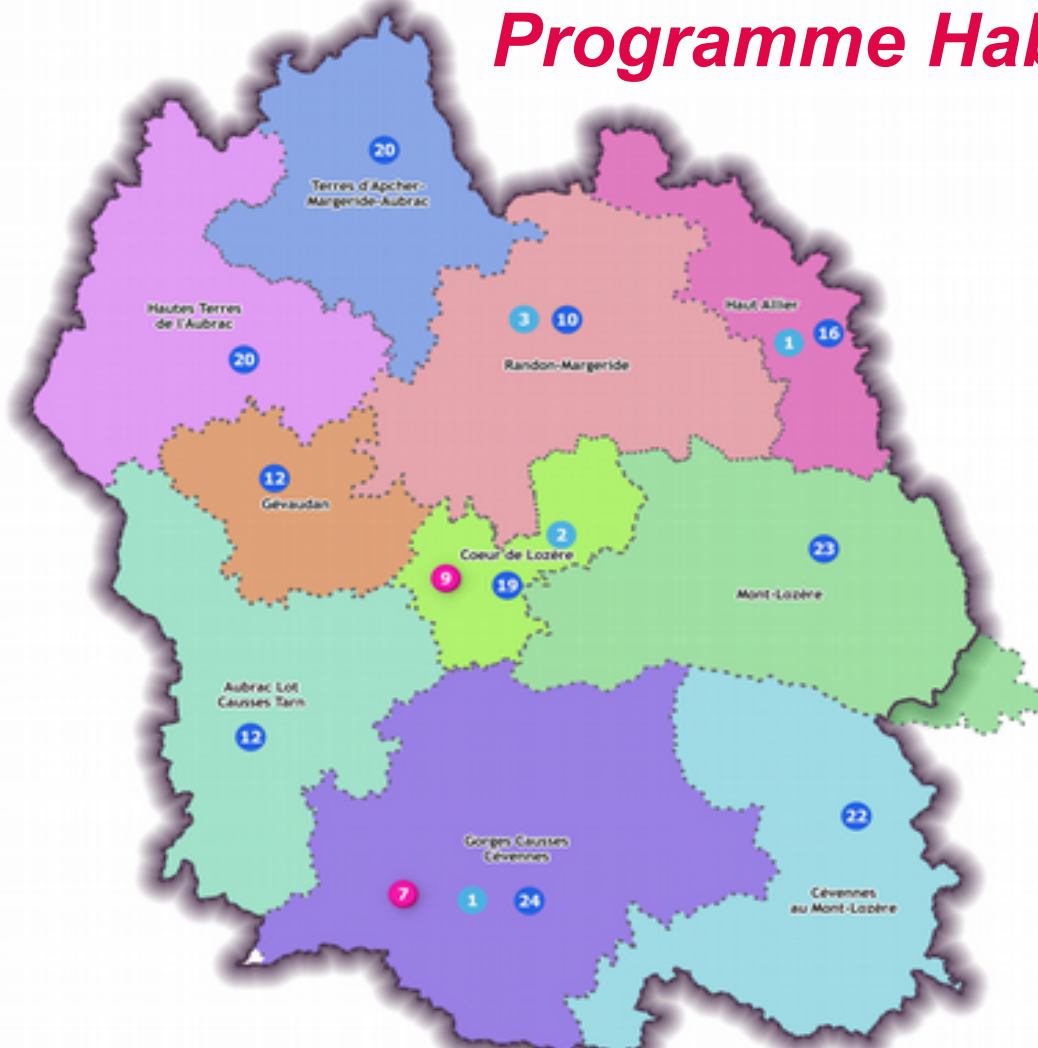 Programme Hab
20
Terres d'Apcher-
Margeride-Aubrac
Hautes Terres
de l'Aubrac
20
3 10
Randon-Margeride
Haut Allier
1 16
12
Gévaudan
2
Coeur de Lozère
9 19
23
Mont-Lozère
Aubrac Lot
Causses Tarn
12
Gorges Causses
Cévennes
7 1 24
22
Cévennes
au Mont-Lozère